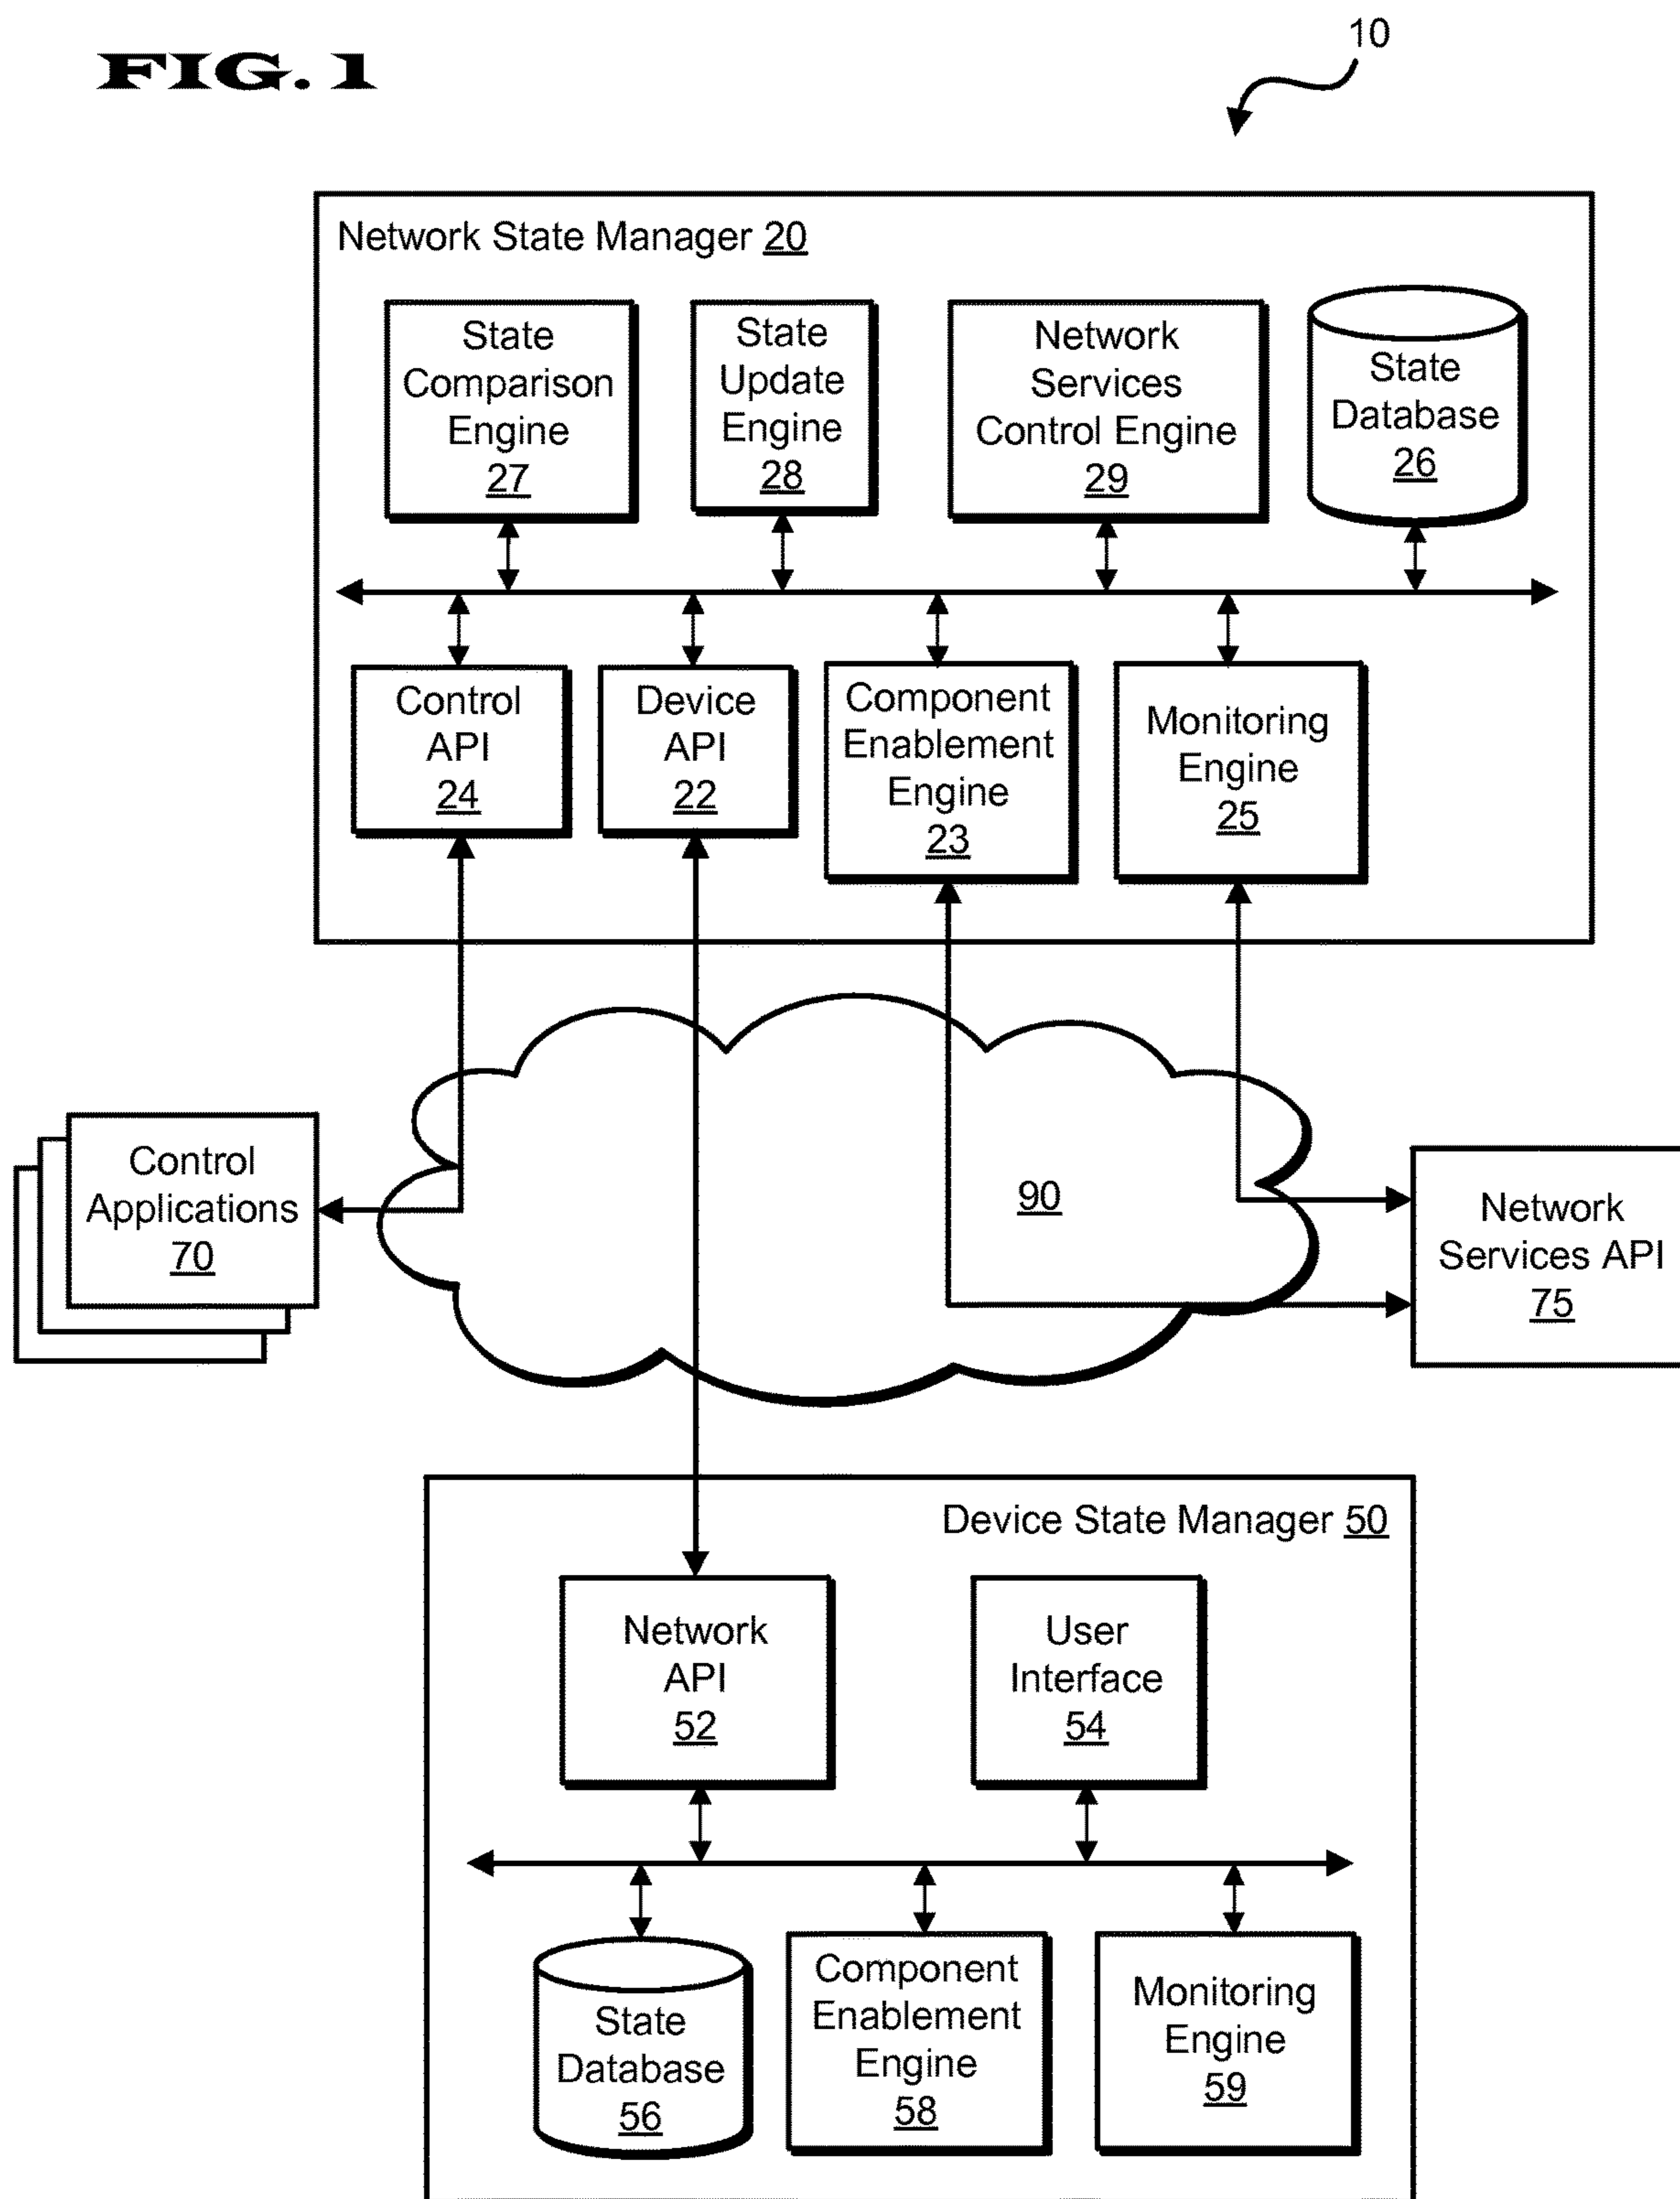 FIG. 1
10
Network State Manager 20
State
Comparison
Engine
27
State
Update
Engine
28
Network
Services
Control Engine
29
State
Database
26
Control
API
24
Device
API
22
Component
Enablement
Engine
23
Monitoring
Engine
25
Control
Applications
70
90
Network
Services API
75
Device State Manager 50
Network
API
52
User
Interface
54
State
Database
56
Component
Enablement
Engine
58
Monitoring
Engine
59